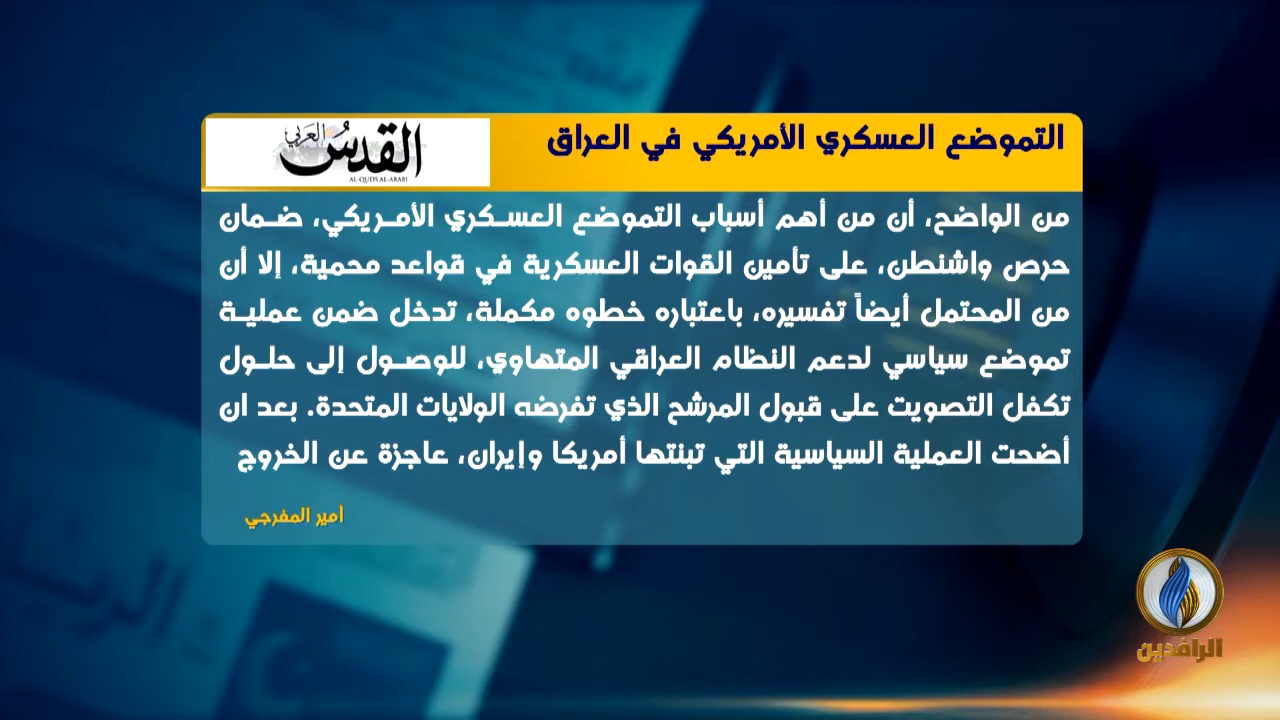 التموضع العسكري الأمريكي في العراق
القدس العربي
AL-QUDS AL-ARABI
من الواضح، أن من أهم أسباب التموضع العسكري الأمريكي، ضمان
حرص واشنطن، على تأمين القوات العسكرية في قواعد محمية، إلا أن
من المحتمل أيضاً تفسيره، باعتباره خطوه مكملة، تدخل ضمن عملية
تموضع سياسي لدعم النظام العراقي المتهاوي، للوصول إلى حلول
تكفل التصويت على قبول المرشح الذي تفرضه الولايات المتحدة. بعد ان
أضحت العملية السياسية التي تبنتها أمريكا وإيران، عاجزة عن الخروج
أمير المفرجي
الرافدين